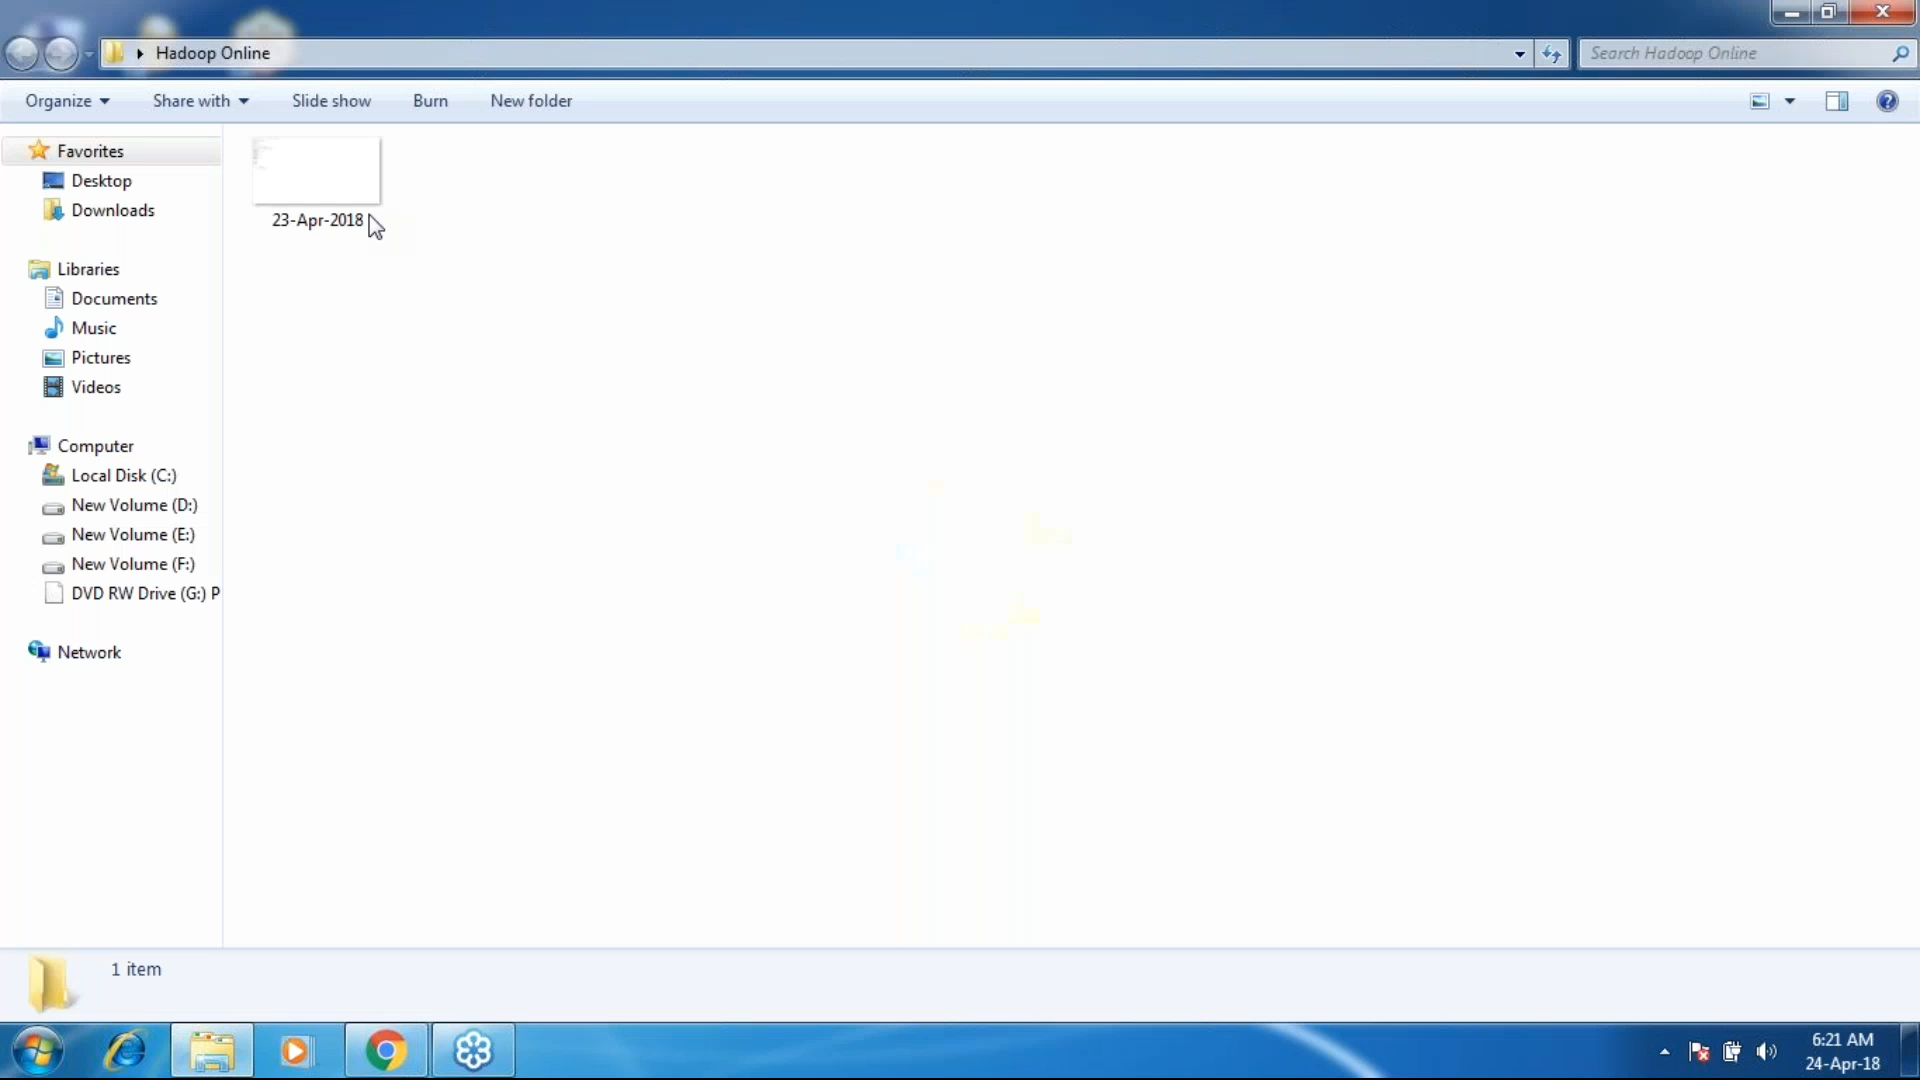 Hadoop Online
Search Hadoop Online
Organize
Share with
Slide show
Burn
New folder
Favorites
Desktop
Downloads
Libraries
Documents
Music
Pictures
Videos
Computer
Local Disk (C:)
New Volume (D:)
New Volume (E:)
New Volume (F:)
DVD RW Drive (G:) P
Network
23-Apr-2018
1 item
6:21 AM
24-Apr-18